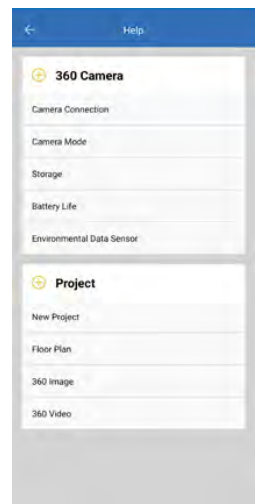 Help
360 Camera
Camera Connection
Camera Mode
Storage
Battery Life
Environmental Data Sensor
Project
New Project
Floor Plan
360 Image
360 Video